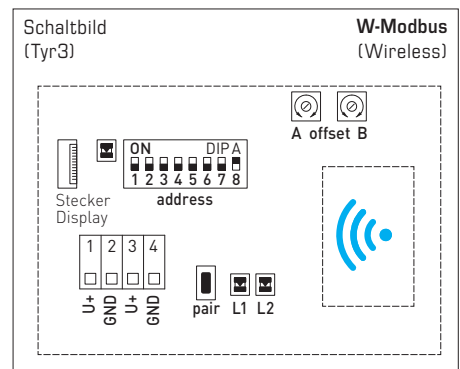 Schaltbild
(Tyr3)
W-Modbus
(Wireless)
A offset B
ON DIP A
1 2 3 4 5 6 7 8
address
Stecker
Display
1 2 3 4
U+ GND U+ GND
pair L1 L2